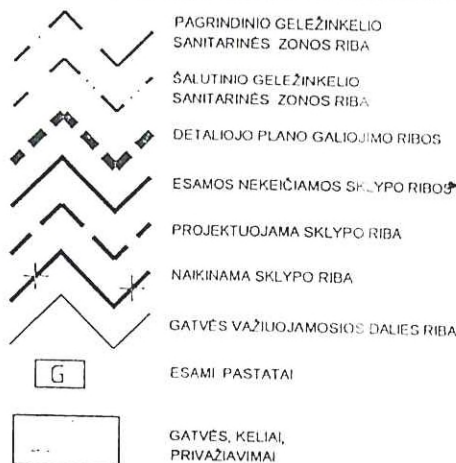 PAGRINDINIO GELEŽINKELIO
SANITARINĖS ZONOS RIBA
ŠALUTINIO GELEŽINKELIO
SANITARINĖS ZONOS RIBA
DETALIOJO PLANO GALIOJIMO RIBOS
ESAMOS NEKEIČIAMOS SKLYPO RIBOS
PROJEKTUOJAMA SKLYPO RIBA
NAIKINAMA SKLYPO RIBA
GATVĖS VAŽIUOJAMOSIOS DALIES RIBA
G
ESAMI PASTATAI
GATVĖS, KELIAI,
PRIVAŽIAVIMAI